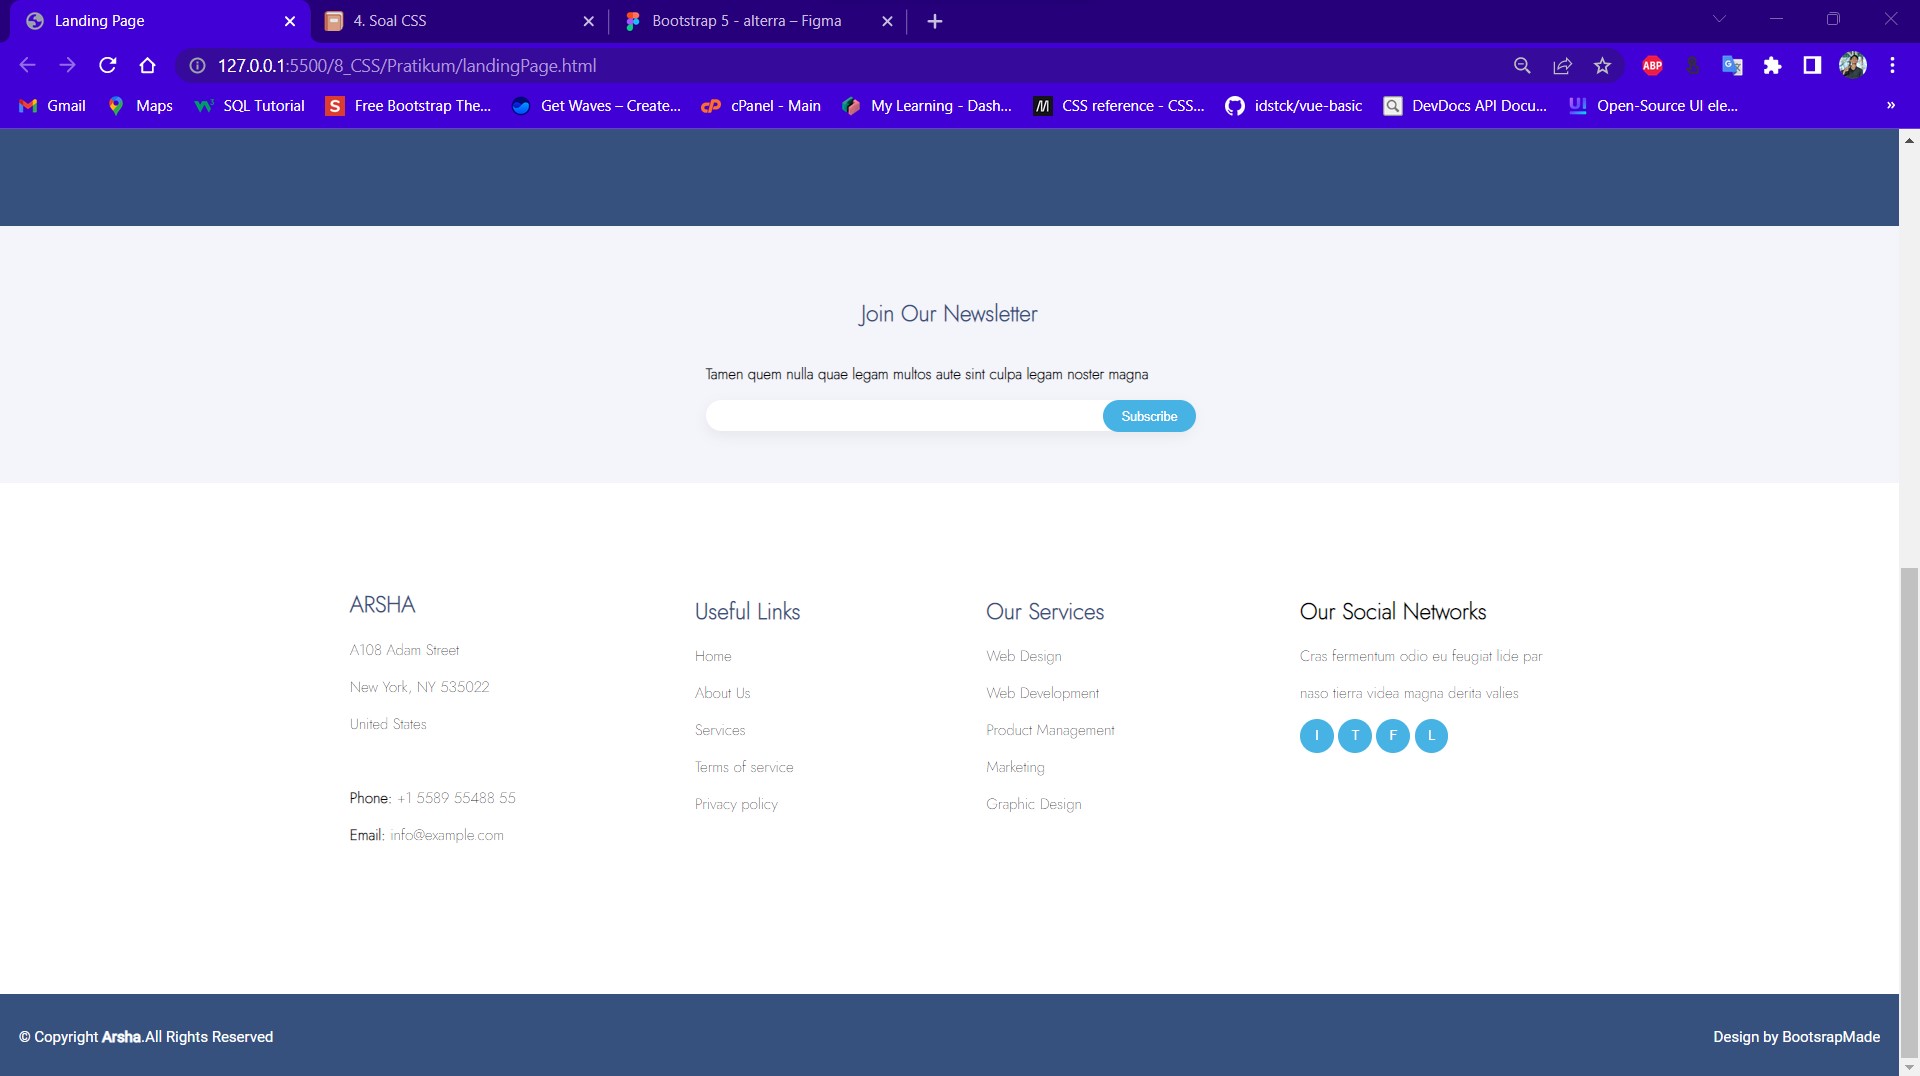 Landing Page
4. Soal CSS
Bootstrap 5 - alterra – Figma
127.0.0.1:5500/8_CSS/Pratikum/landingPage.html
ABP
Gmail
Maps
SQL Tutorial
Free Bootstrap The...
Get Waves – Create...
cPanel - Main
My Learning - Dash...
CSS reference - CSS...
idstck/vue-basic
DevDocs API Docu...
Open-Source UI ele...
»
Join Our Newsletter
Tamen quem nulla quae legam multos aute sint culpa legam noster magna
Subscribe
ARSHA
A108 Adam Street
New York, NY 535022
United States
Phone: +1 5589 55488 55
Email: info@example.com
Useful Links
Home
About Us
Services
Terms of service
Privacy policy
Our Services
Web Design
Web Development
Product Management
Marketing
Graphic Design
Our Social Networks
Cras fermentum odio eu feugiat lide par
naso tierra videa magna derita valies
I T F L
© Copyright Arsha.All Rights Reserved
Design by BootsrapMade